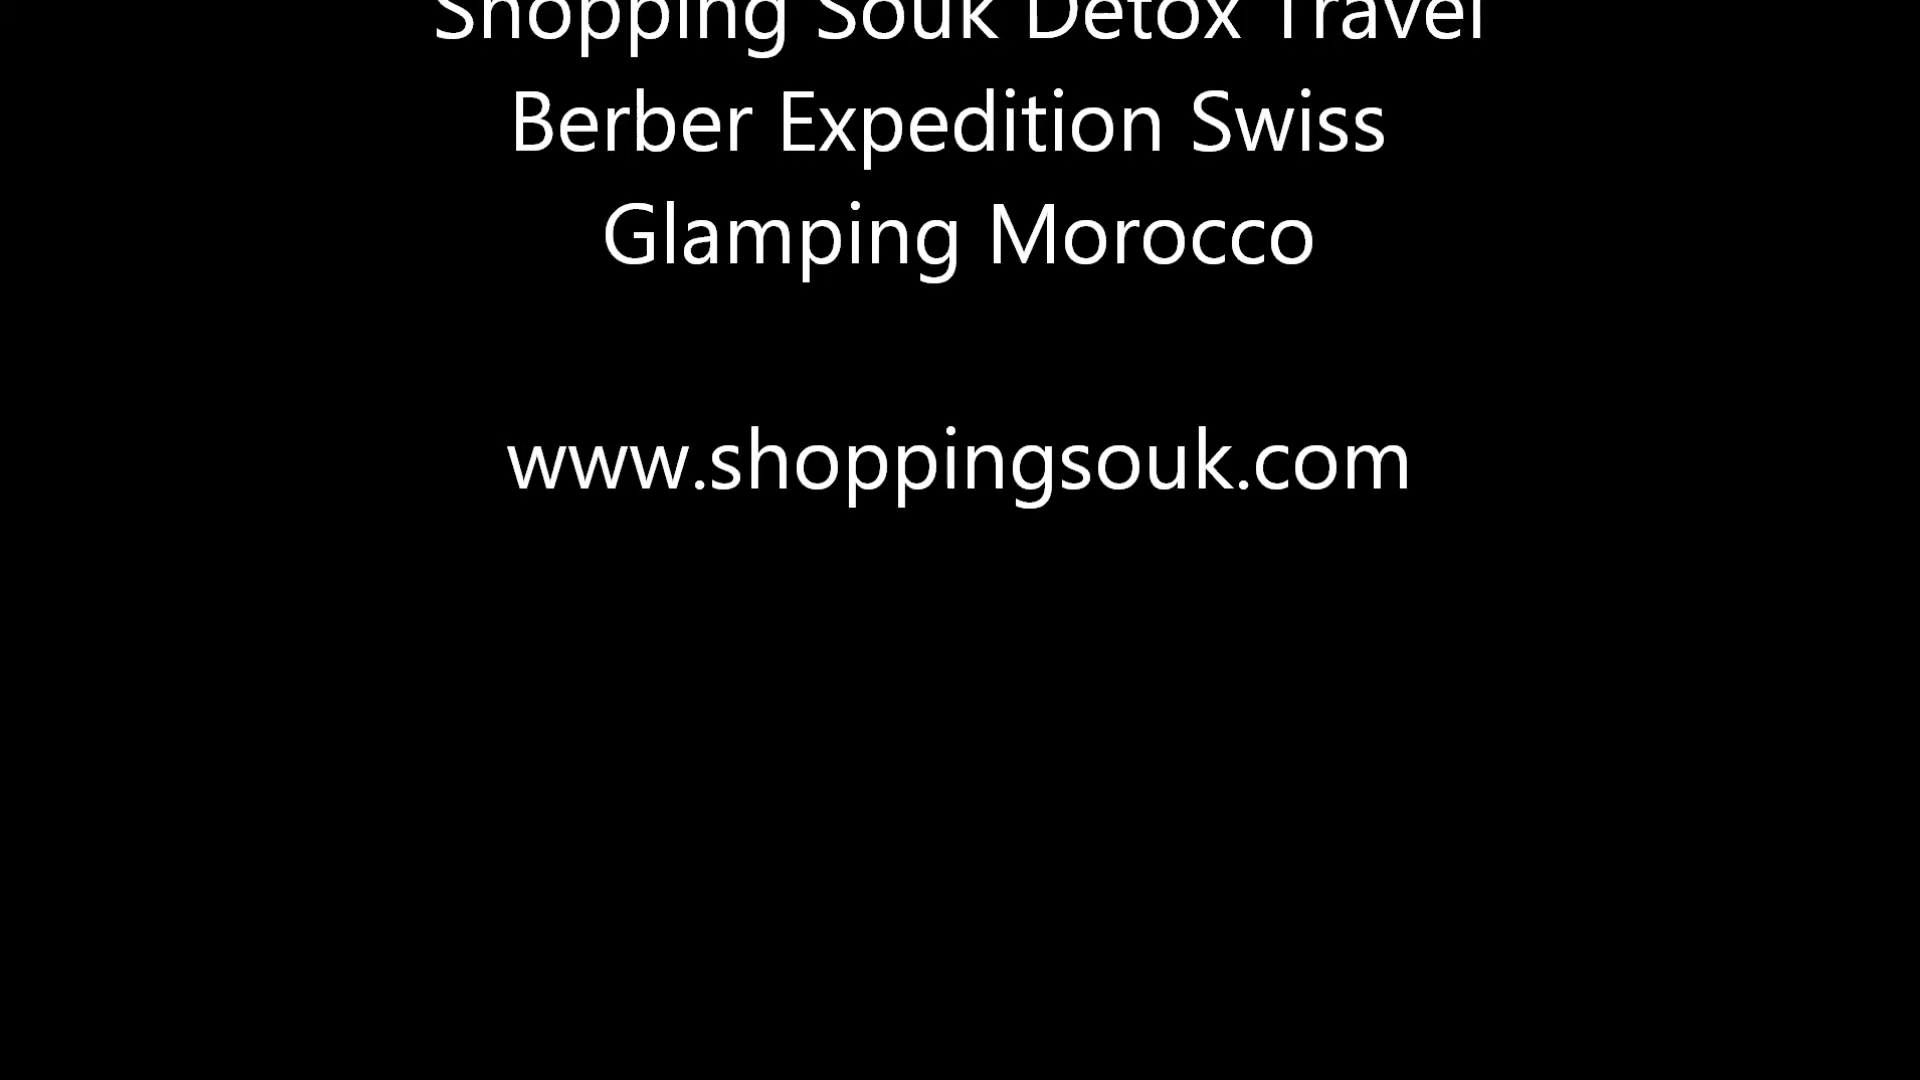 Shopping Souk Detox Travel
Berber Expedition Swiss
Glamping Morocco
www.shoppingsouk.com